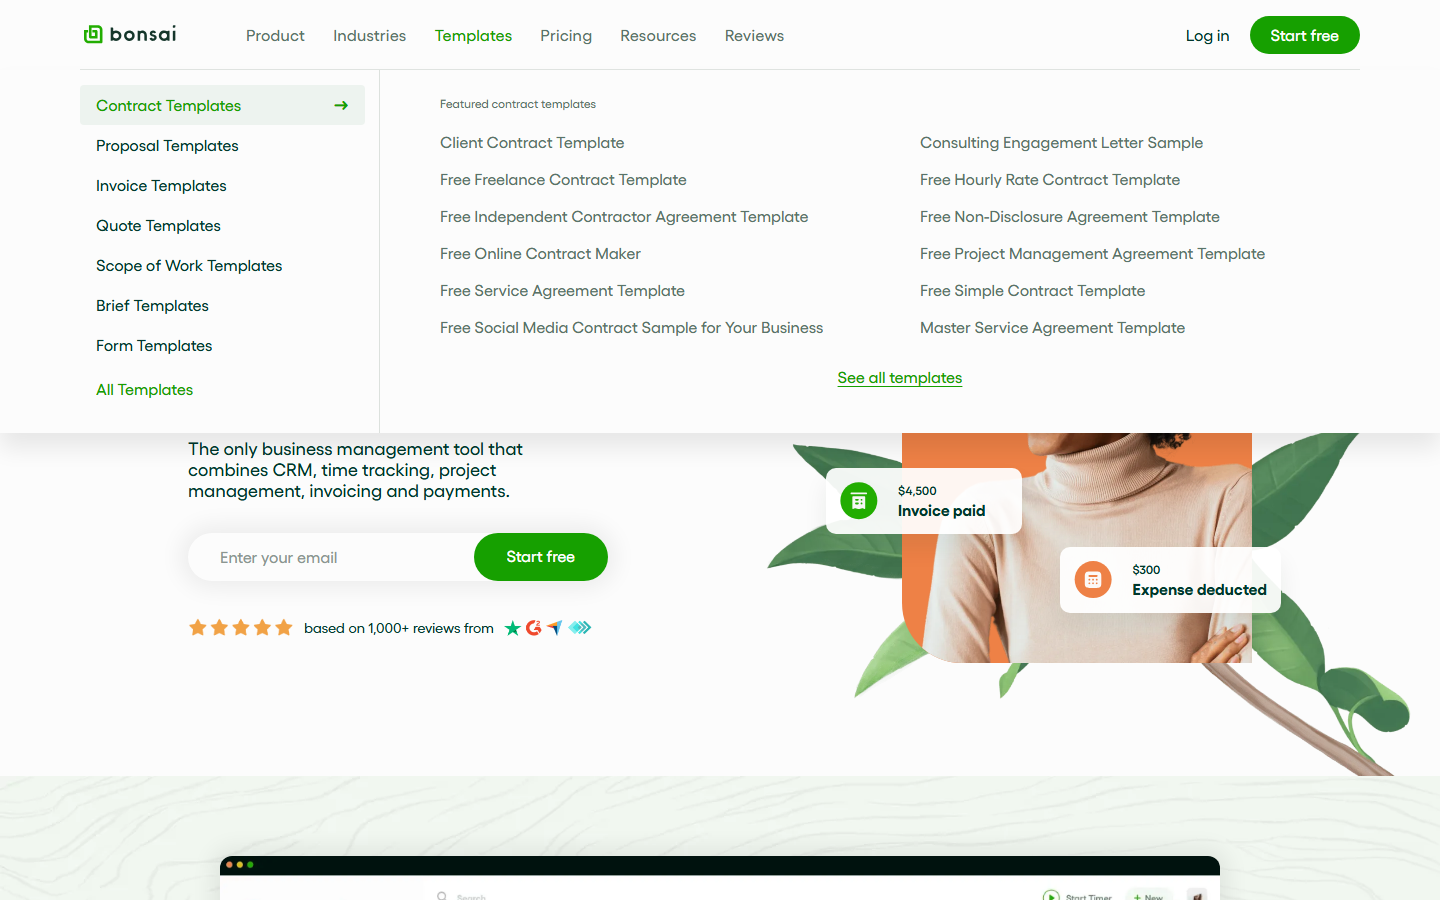 bonsai
Product
Industries
Templates
Pricing
Resources
Reviews
Log in
Start free
Contract Templates
Proposal Templates
Invoice Templates
Quote Templates
Scope of Work Templates
Brief Templates
Form Templates
All Templates
Featured contract templates
Client Contract Template
Free Freelance Contract Template
Free Independent Contractor Agreement Template
Free Online Contract Maker
Free Service Agreement Template
Free Social Media Contract Sample for Your Business
Consulting Engagement Letter Sample
Free Hourly Rate Contract Template
Free Non-Disclosure Agreement Template
Free Project Management Agreement Template
Free Simple Contract Template
Master Service Agreement Template
See all templates
The only business management tool that
combines CRM, time tracking, project
management, invoicing and payments.
Enter your email
Start free
based on 1,000+ reviews from
$4,500
Invoice paid
$300
Expense deducted
Search
Start Timer
+ New